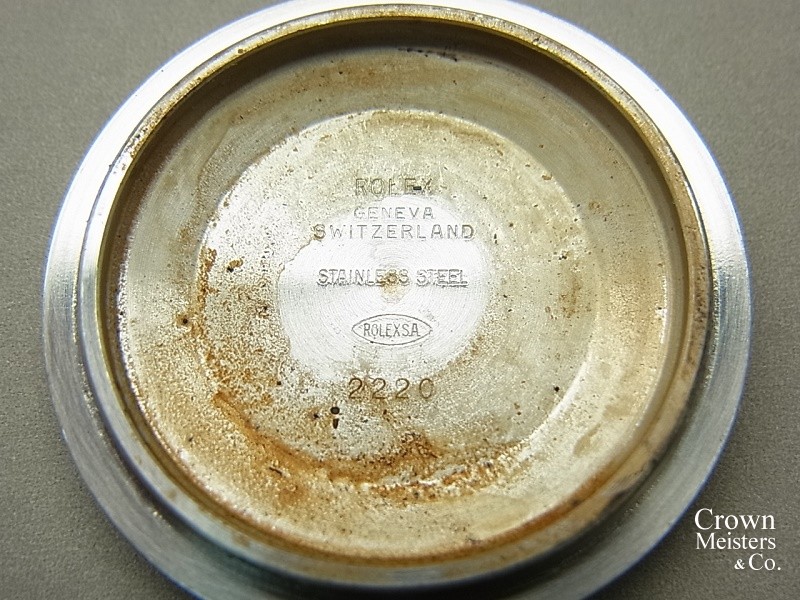 ROLEX
GENEVA
SWITZERLAND
STAINLESS STEEL
ROLEXSA
2220
Crown
Meisters
& Co.